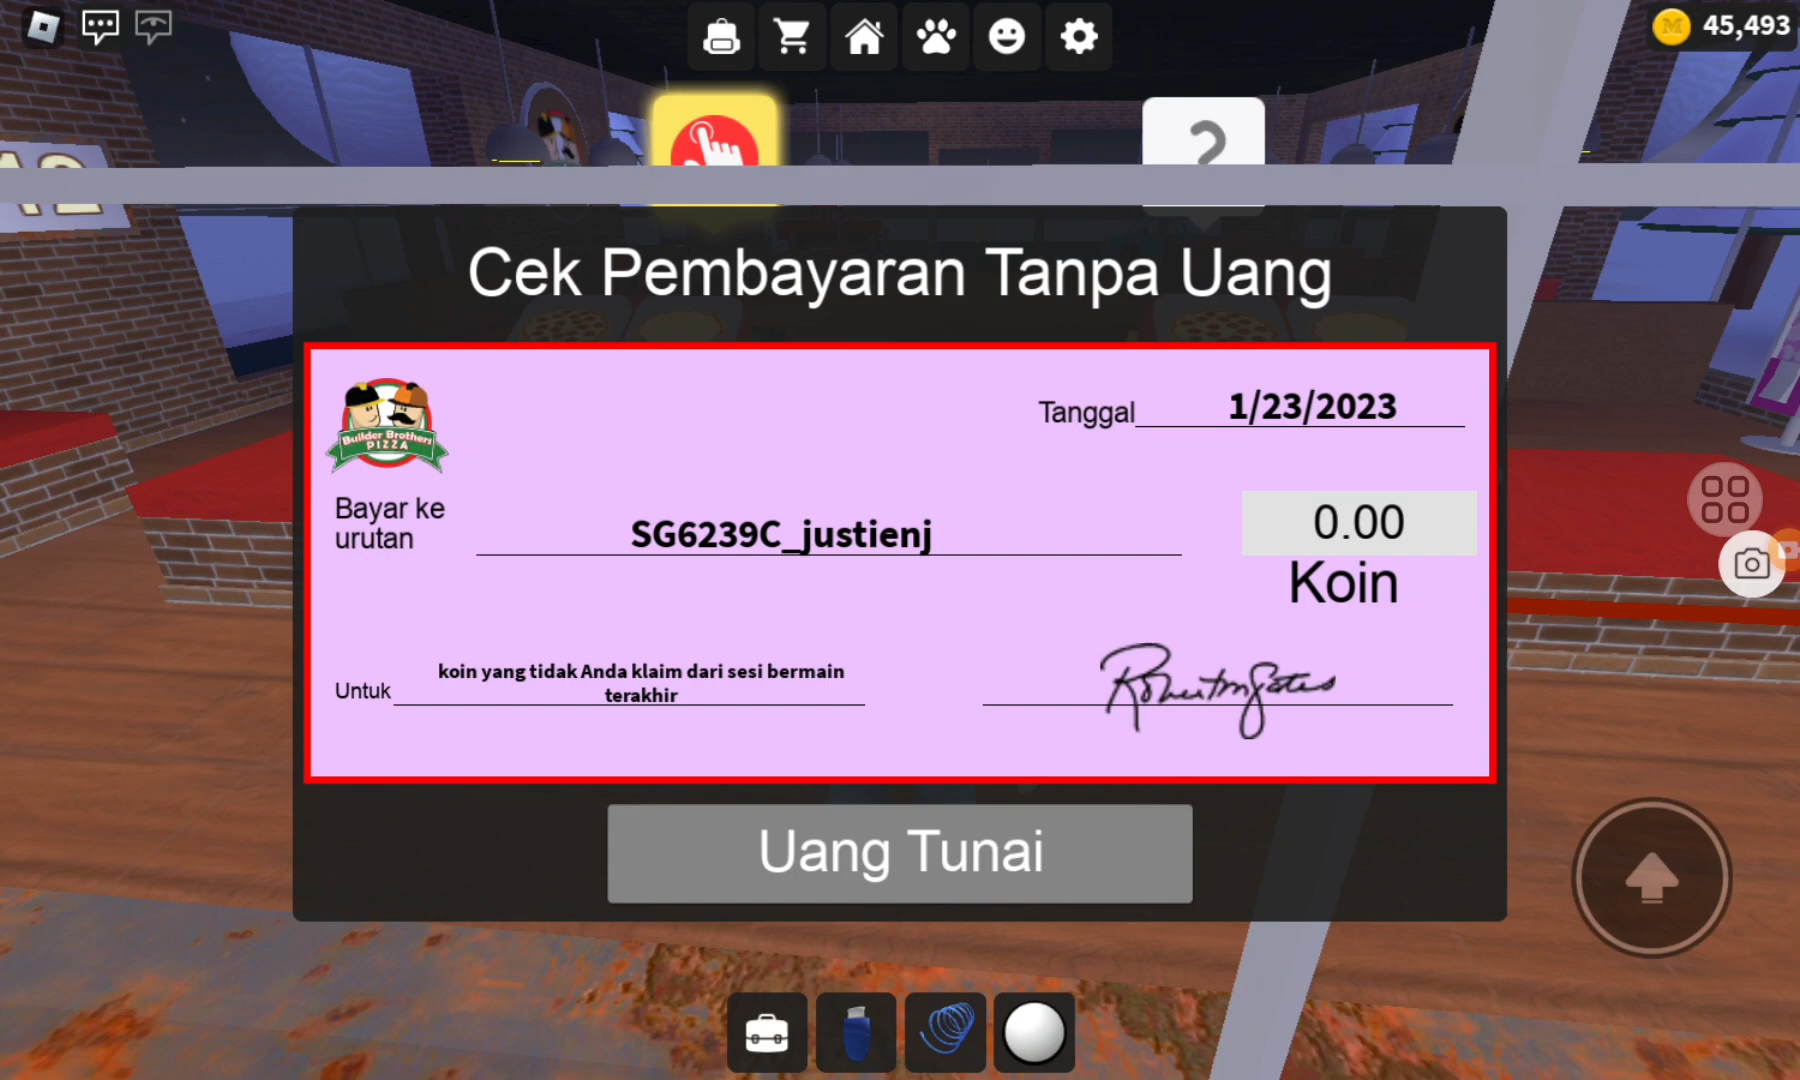 45,493
12
?
Cek Pembayaran Tanpa Uang
Builder Brothers
PIZZA
Tanggal 1/23/2023
Bayar ke
urutan
SG6239C_justienj
0.00
Koin
Untuk
koin yang tidak Anda klaim dari sesi bermain
terakhir
Uang Tunai